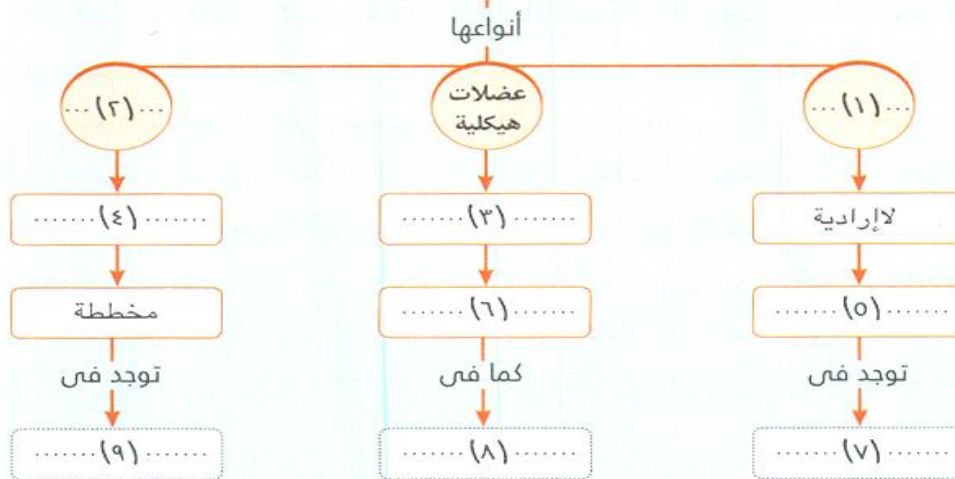 أنواعها
...(١)...
عضلات
هيكلية
...(٢)...
لاإرادية
.......(٣).......
.......(٤).......
.......(٥).......
.......(٦).......
مخططة
توجد فى
كما فى
توجد فى
.......(٧).......
.......(٨).......
.......(٩).......